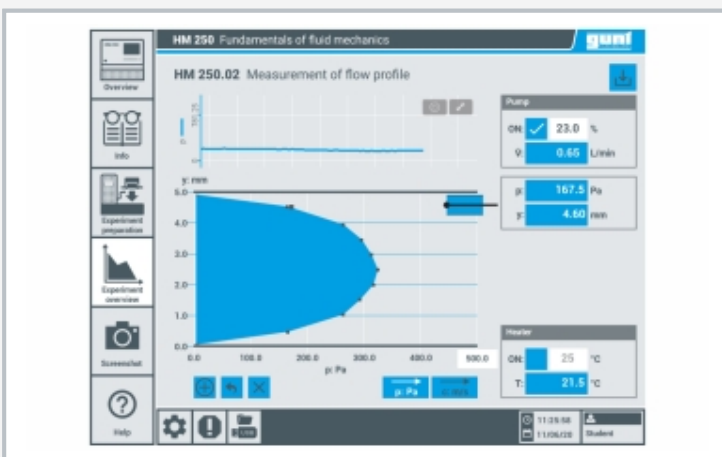 HM 250 Fundamentals of fluid mechanics
gunt
HM 250.02 Measurement of flow profile
Overview
Info
Experiment
preparation
Experiment
overview
Screenshot
Help
p
0
y: mm
5.0
4.0
3.0
2.0
1.0
0.0
0.0 100.0 200.0 300.0 400.0 500.0
p: Pa
p: Pa
Pump
ON: 23.0 %
V: 0.65 L/min
p: 167.5 Pa
y: 4.60 mm
Heater
ON: 25 °C
T: 21.5 °C
11:25:58
11/06/20
Student